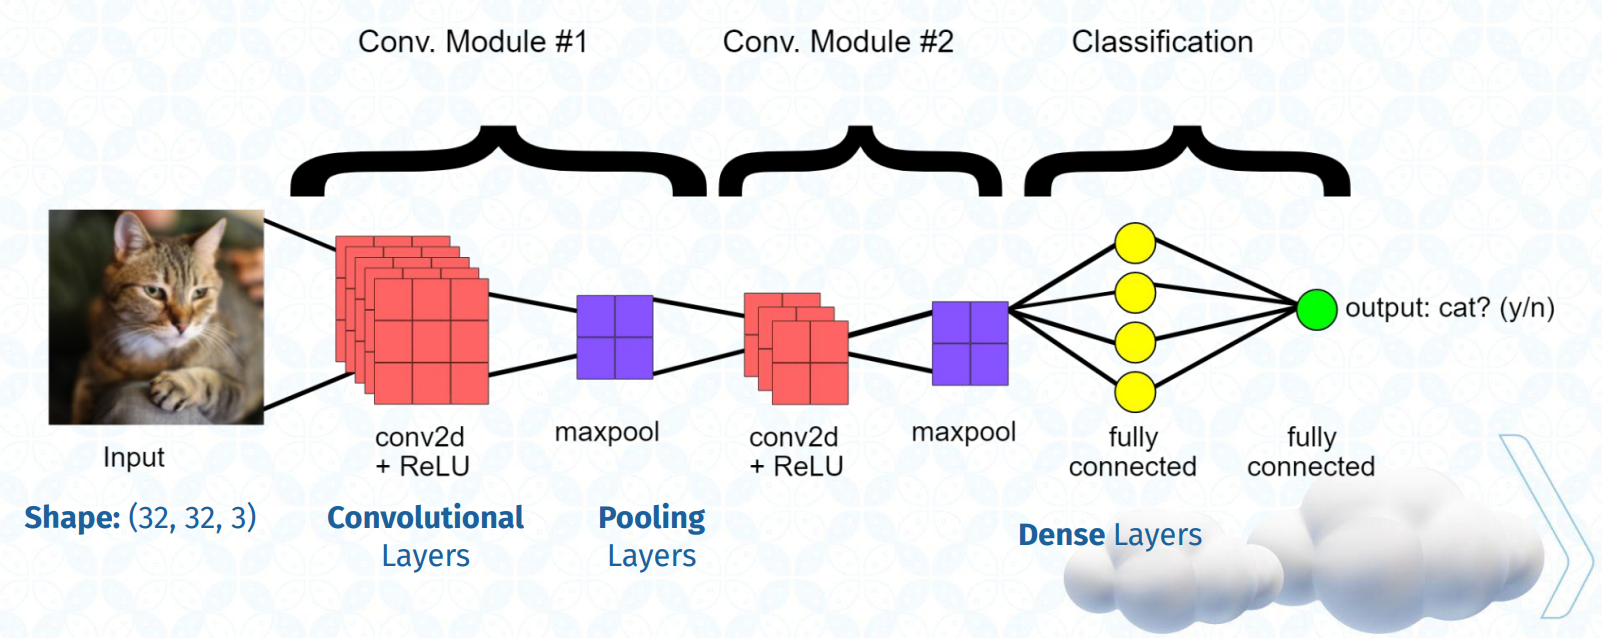 Conv. Module #1
Conv. Module #2
Classification
output: cat? (y/n)
Input
conv2d
+ ReLU
maxpool
conv2d
+ ReLU
maxpool
fully
connected
fully
connected
Shape: (32, 32, 3)
Convolutional
Layers
Pooling
Layers
Dense Layers